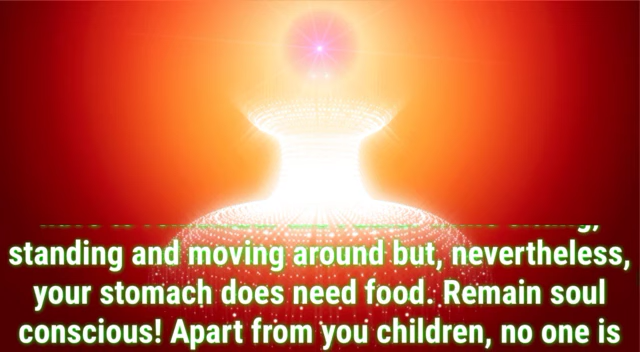 standing and moving around but, nevertheless,
your stomach does need food. Remain soul
conscious! Apart from you children, no one is